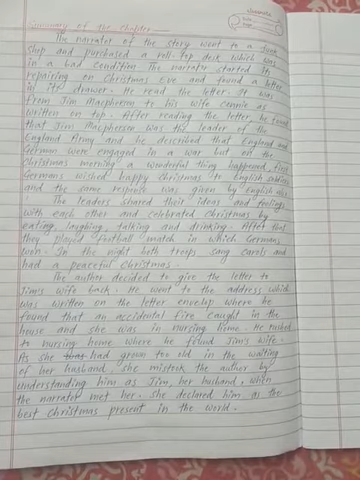 Summary of the chapter
The narrator of the story went to a Junk
Shop and purchased a roll-top desk which was
in a bad condition. The narrator started its
repairing on Christmas Eve and found a letter
in its drawer. He read the letter. It was
from Jim Macpherson to his wife Connie as
written on top. After reading the letter, he found
that Jim Macpherson was the leader of the
England Army and he described that England and
German were engaged in a war but on the
Christmas morning a wonderful thing happened, first
Germans wished happy Christmas to English soldiers
and the same response was given by English also.
The leaders shared their ideas and feelings
with each other and celebrated Christmas by
eating, laughing, talking and drinking. After that
they played football match in which Germans
won. In the night both troops sang carols and
had a peaceful Christmas.
The author decided to give the letter to
Jim's wife back. He went to the address which
was written on the letter envelop where he
found that an accidental fire caught in the
house and she was in nursing home. He rushed
to nursing home where he found Jim's wife.
As she had grown too old in the waiting
of her husband, she mistook the author by
understanding him as Jim, her husband, when
the narrator met her. She declared him as the
best Christmas present in the world.